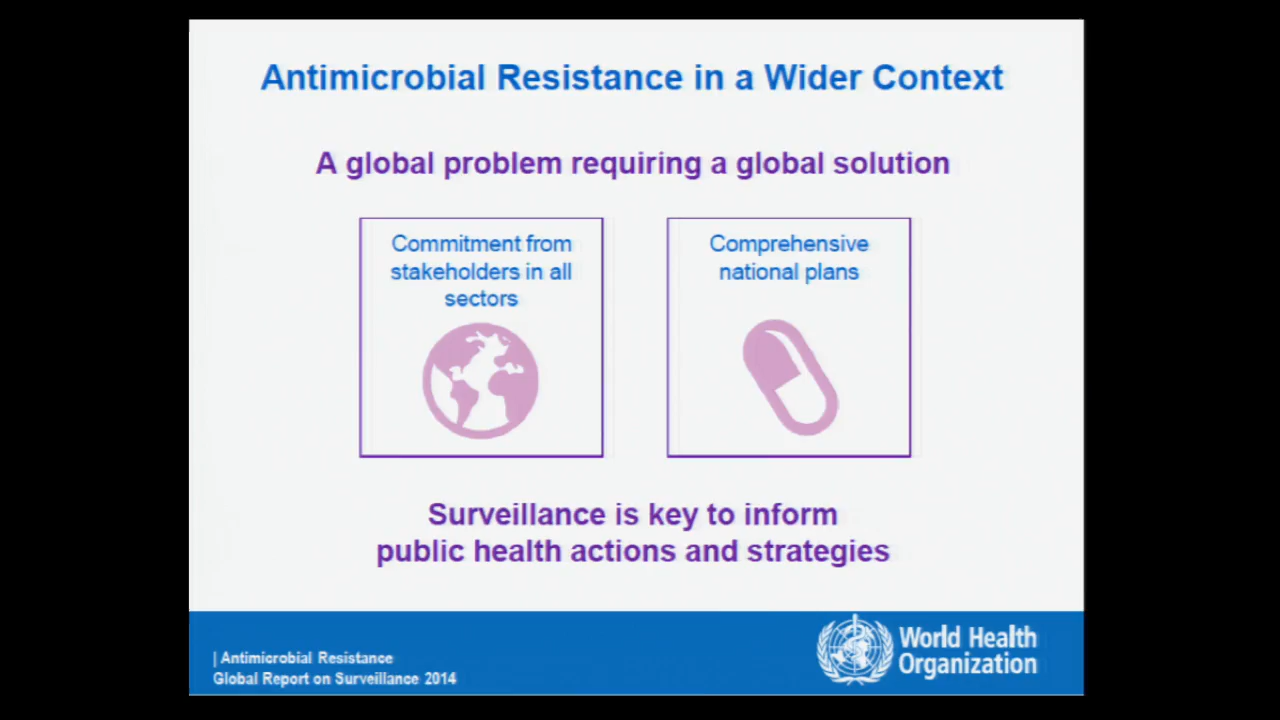 Antimicrobial Resistance in a Wider Context
A global problem requiring a global solution
Commitment from
stakeholders in all
sectors
Comprehensive
national plans
Surveillance is key to inform
public health actions and strategies
| Antimicrobial Resistance
Global Report on Surveillance 2014
World Health
Organization